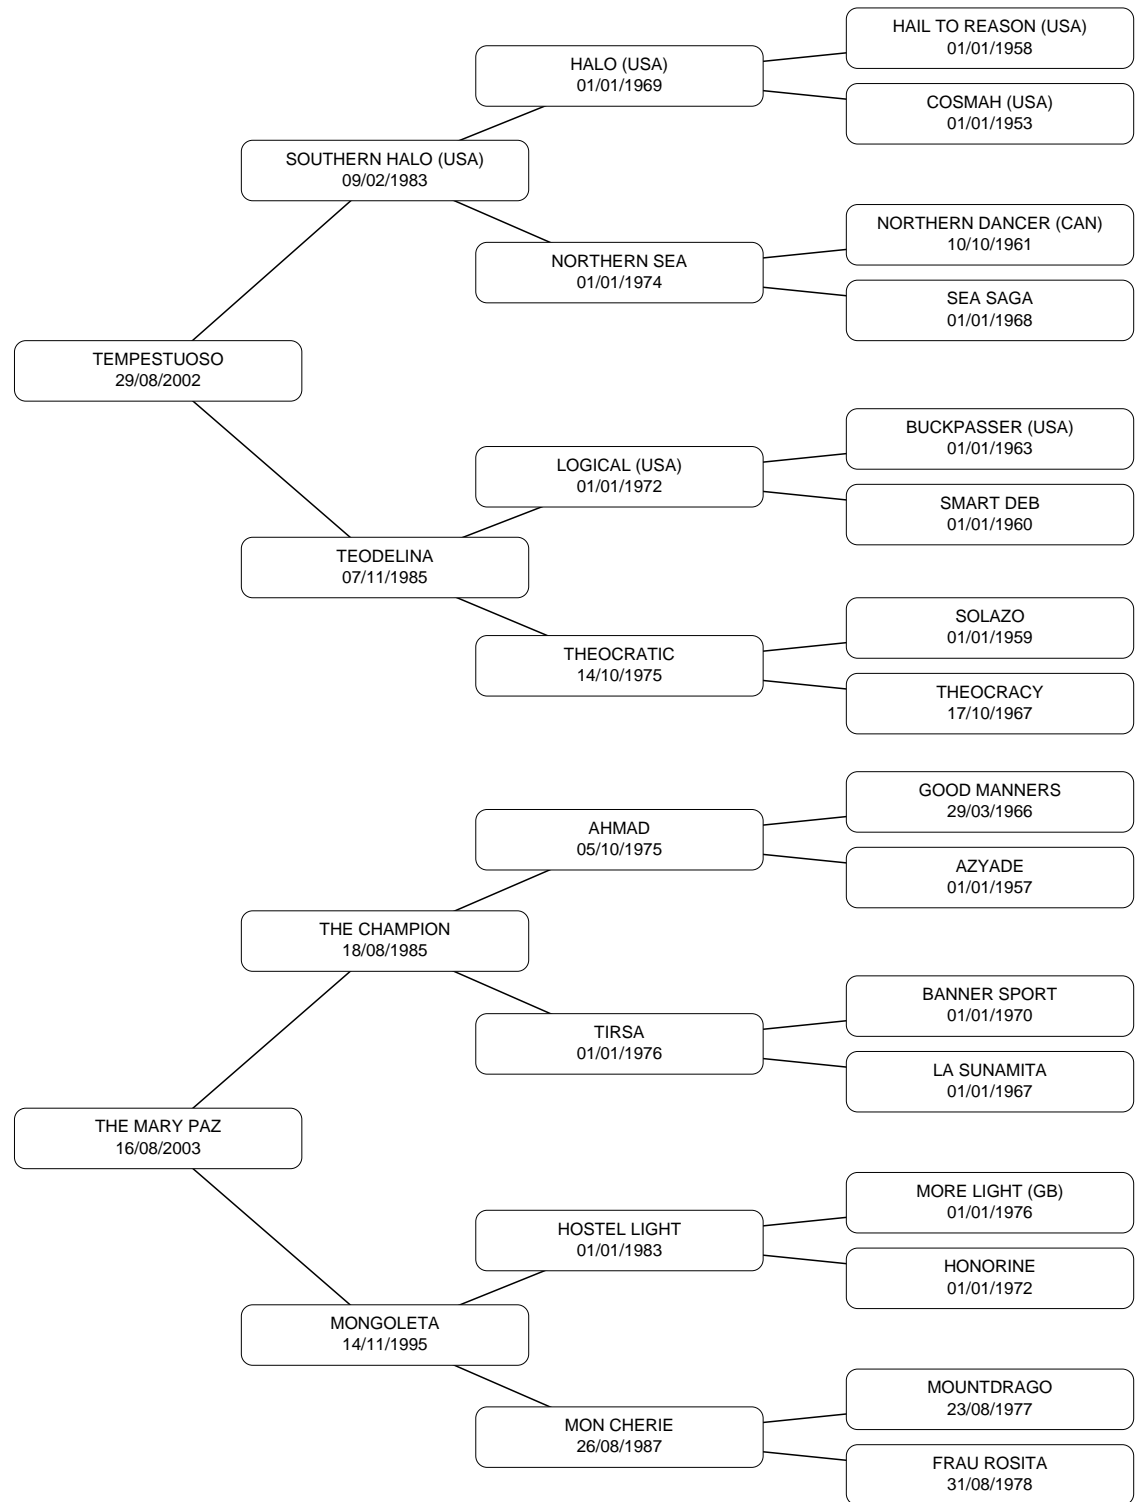 HAIL TO REASON (USA)
01/01/1958
HALO (USA)
01/01/1969
COSMAH (USA)
01/01/1953
SOUTHERN HALO (USA)
09/02/1983
NORTHERN DANCER (CAN)
10/10/1961
NORTHERN SEA
01/01/1974
SEA SAGA
01/01/1968
TEMPESTUOSO
29/08/2002
BUCKPASSER (USA)
01/01/1963
LOGICAL (USA)
01/01/1972
SMART DEB
01/01/1960
TEODELINA
07/11/1985
SOLAZO
01/01/1959
THEOCRATIC
14/10/1975
THEOCRACY
17/10/1967
GOOD MANNERS
29/03/1966
AHMAD
05/10/1975
AZYADE
01/01/1957
THE CHAMPION
18/08/1985
BANNER SPORT
01/01/1970
TIRSA
01/01/1976
LA SUNAMITA
01/01/1967
THE MARY PAZ
16/08/2003
MORE LIGHT (GB)
01/01/1976
HOSTEL LIGHT
01/01/1983
HONORINE
01/01/1972
MONGOLETA
14/11/1995
MOUNTDRAGO
23/08/1977
MON CHERIE
26/08/1987
FRAU ROSITA
31/08/1978